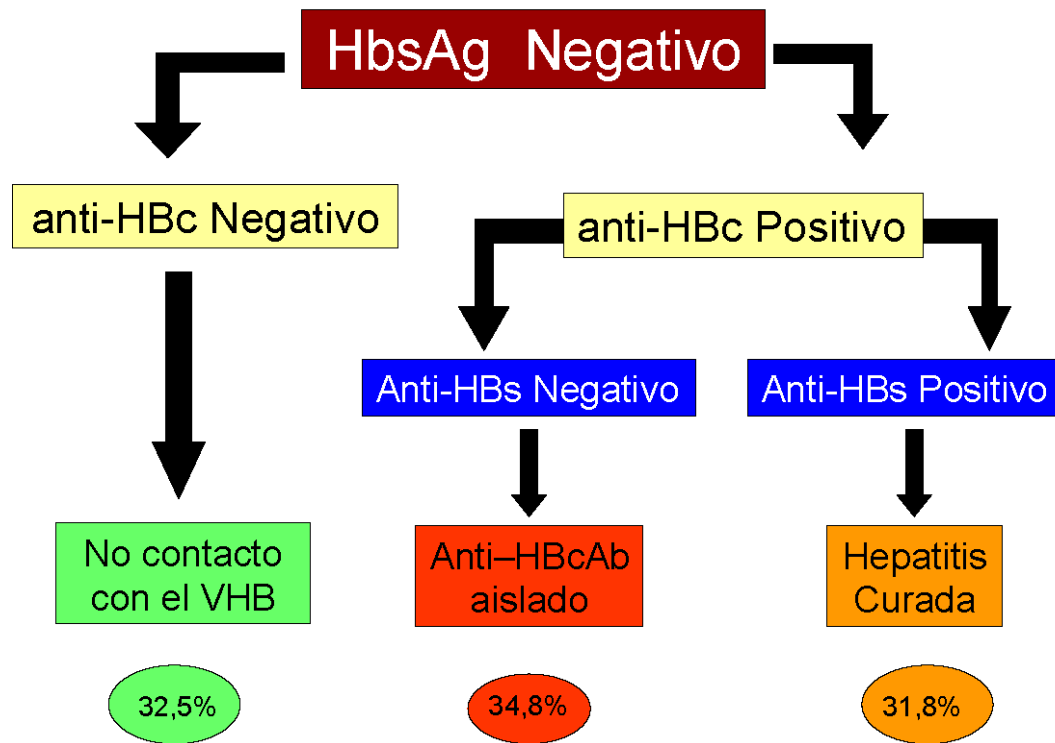 HbsAg Negativo
anti-HBc Negativo
anti-HBc Positivo
Anti-HBs Negativo
Anti-HBs Positivo
No contacto
con el VHB
Anti–HBcAb
aislado
Hepatitis
Curada
32,5%
34,8%
31,8%